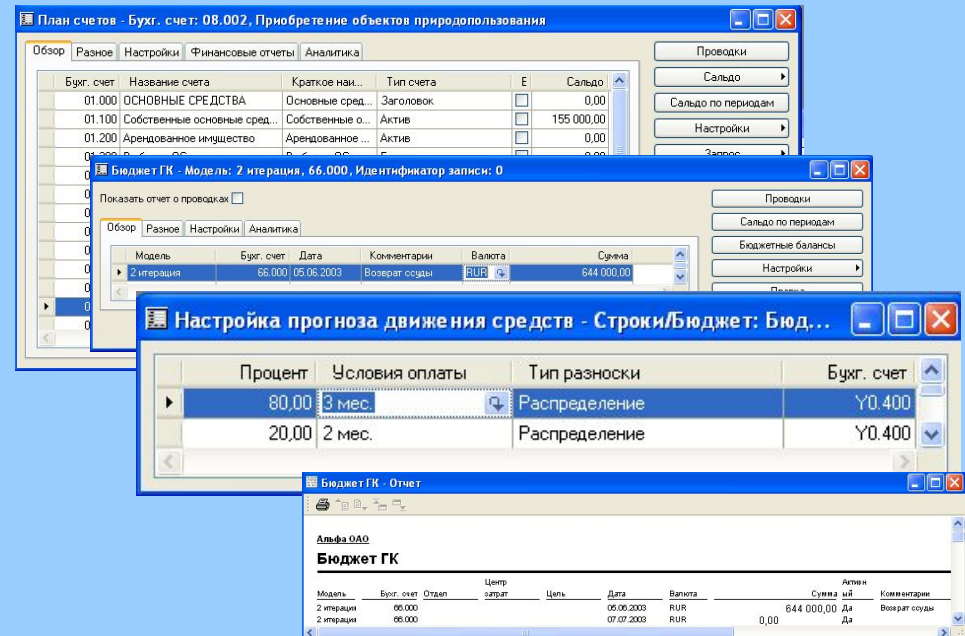 План счетов - Бухг. счет: 08.002, Приобретение объектов природопользования
Обзор Разное Настройки Финансовые отчеты Аналитика
Проводки
Сальдо
Сальдо по периодам
Настройки
Запрос
Бухг. счет Название счета Краткое наи... Тип счета Е Сальдо
01.000 ОСНОВНЫЕ СРЕДСТВА Основные сред... Заголовок 0,00
01.100 Собственные основные сред... Собственные о... Актив 155 000,00
01.200 Арендованное имущество Арендованное ... Актив 0,00
Бюджет ГК - Модель: 2 итерация, 66.000, Идентификатор записи: 0
Показать отчет о проводках
Проводки
Сальдо по периодам
Бюджетные балансы
Настройки
Обзор Разное Настройки Аналитика
Модель Бухг. счет Дата Комментарии Валюта Сумма
2 итерация 66.000 05.06.2003 Возврат ссуды RUR 644 000,00
Настройка прогноза движения средств - Строки/Бюджет: Бюд...
Процент Условия оплаты Тип разноски Бухг. счет
80,00 3 мес. Распределение Y0.400
20,00 2 мес. Распределение Y0.400
Бюджет ГК - Отчет
Альфа ОАО
Бюджет ГК
Модель Бухг. счет Отдел Центр затрат Цель Дата Валюта Сумма Активный Комментарии
2 итерация 66.000 05.06.2003 RUR 644 000,00 Да Возврат ссуды
2 итерация 66.000 07.07.2003 RUR 0,00 Да